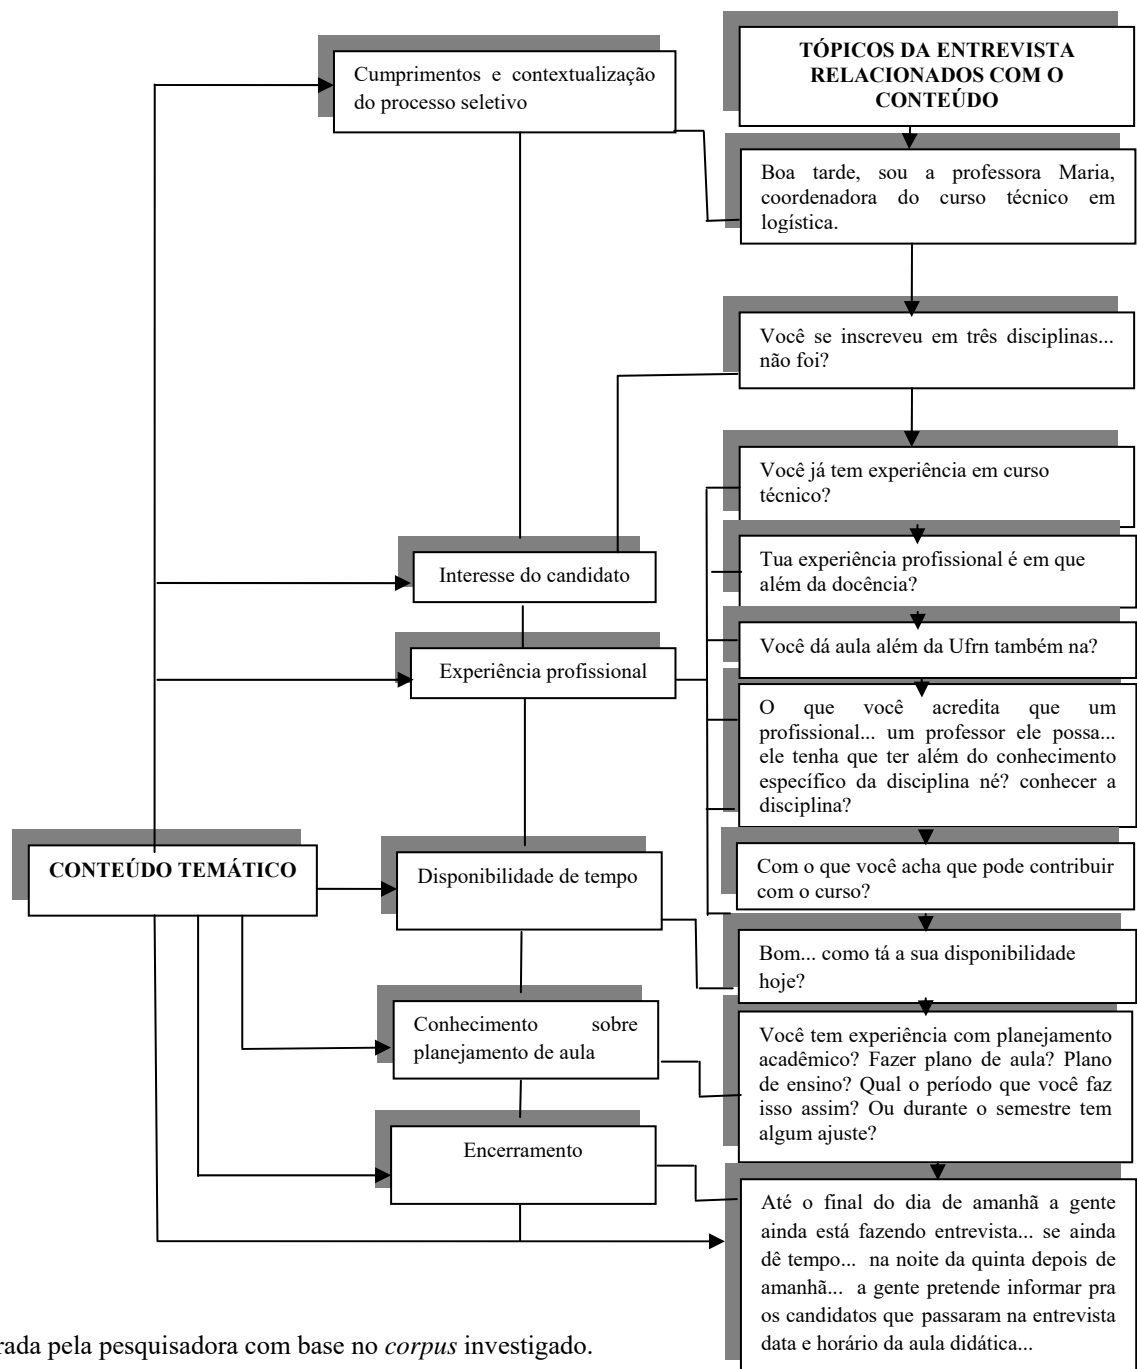 Cumprimentos e contextualização
do processo seletivo
TÓPICOS DA ENTREVISTA
RELACIONADOS COM O
CONTEÚDO
Boa tarde, sou a professora Maria,
coordenadora do curso técnico em
logística.
Você se inscreveu em três disciplinas...
não foi?
Você já tem experiência em curso
técnico?
Interesse do candidato
Tua experiência profissional é em que
além da docência?
Experiência profissional
Você dá aula além da Ufrn também na?
O que você acredita que um
profissional... um professor ele possa...
ele tenha que ter além do conhecimento
específico da disciplina né? conhecer a
disciplina?
CONTEÚDO TEMÁTICO
Disponibilidade de tempo
Com o que você acha que pode contribuir
com o curso?
Bom... como tá a sua disponibilidade
hoje?
Conhecimento sobre
planejamento de aula
Você tem experiência com planejamento
acadêmico? Fazer plano de aula? Plano
de ensino? Qual o período que você faz
isso assim? Ou durante o semestre tem
algum ajuste?
Encerramento
Até o final do dia de amanhã a gente
ainda está fazendo entrevista... se ainda
dê tempo... na noite da quinta depois de
amanhã... a gente pretende informar pra
os candidatos que passaram na entrevista
data e horário da aula didática...
rada pela pesquisadora com base no corpus investigado.